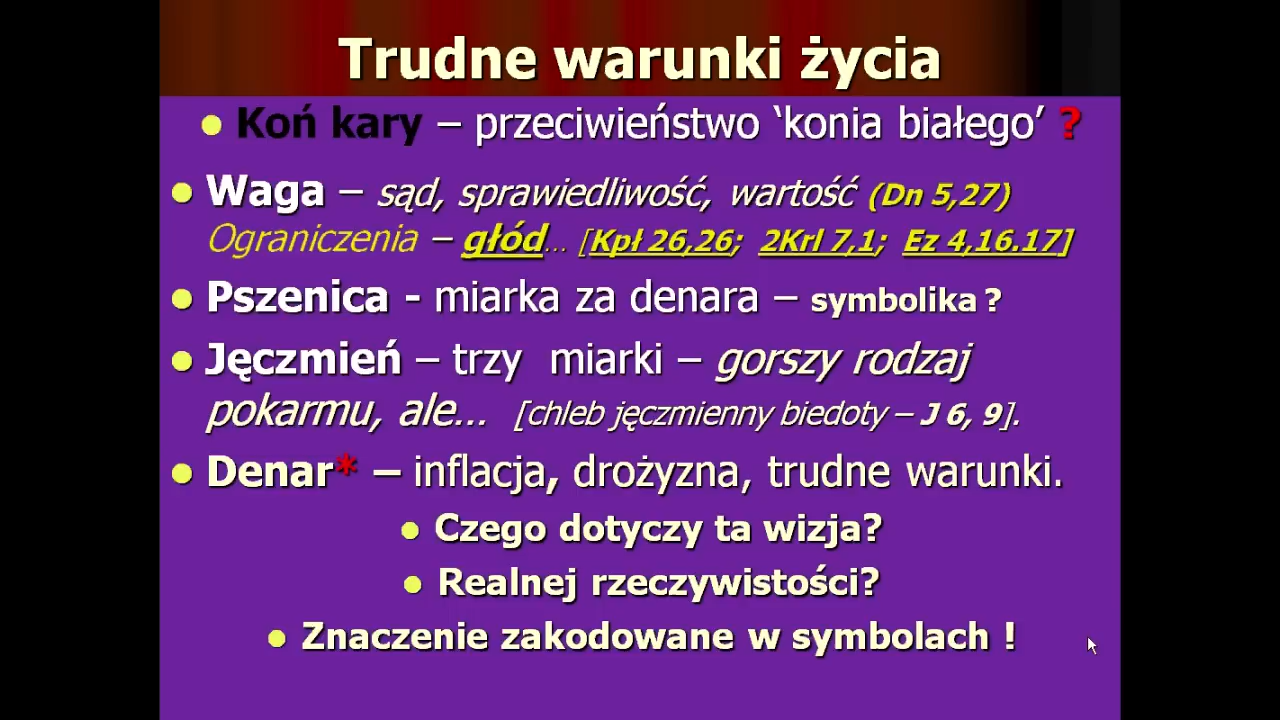 Trudne warunki życia
● Koń kary – przeciwieństwo ‘konia białego’ ?
● Waga – sąd, sprawiedliwość, wartość (Dn 5,27)
Ograniczenia – głód... [Kpł 26,26; 2Krl 7,1; Ez 4,16.17]
● Pszenica - miarka za denara – symbolika ?
● Jęczmień – trzy miarki – gorszy rodzaj
pokarmu, ale... [chleb jęczmienny biedoty – J 6, 9].
● Denar* – inflacja, drożyzna, trudne warunki.
● Czego dotyczy ta wizja?
● Realnej rzeczywistości?
● Znaczenie zakodowane w symbolach !